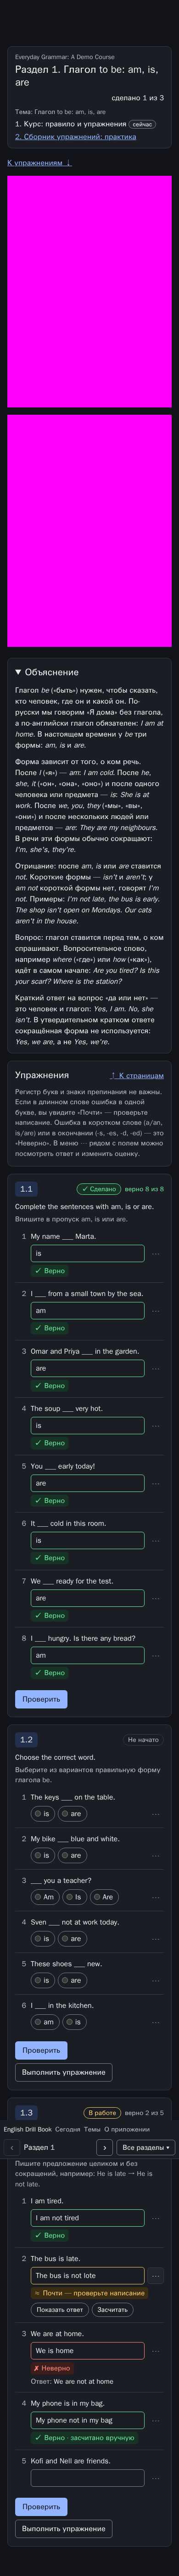 Everyday Grammar: A Demo Course
Раздел 1. Глагол to be: am, is,
are
сделано 1 из 3
Тема: Глагол to be: am, is, are
1. Курс: правило и упражнения сейчас
2. Сборник упражнений: практика
К упражнениям ↓
▼ Объяснение
Глагол be («быть») нужен, чтобы сказать,
кто человек, где он и какой он. По-
русски мы говорим «Я дома» без глагола,
а по-английски глагол обязателен: I am at
home. В настоящем времени у be три
формы: am, is и are.
Форма зависит от того, о ком речь.
После I («я») — am: I am cold. После he,
she, it («он», «она», «оно») и после одного
человека или предмета — is: She is at
work. После we, you, they («мы», «вы»,
«они») и после нескольких людей или
предметов — are: They are my neighbours.
В речи эти формы обычно сокращают:
I'm, she's, they're.
Отрицание: после am, is или are ставится
not. Короткие формы — isn't и aren't; у
am not короткой формы нет, говорят I'm
not. Примеры: I'm not late, the bus is early.
The shop isn't open on Mondays. Our cats
aren't in the house.
Вопрос: глагол ставится перед тем, о ком
спрашивают. Вопросительное слово,
например where («где») или how («как»),
идёт в самом начале: Are you tired? Is this
your scarf? Where is the station?
Краткий ответ на вопрос «да или нет» —
это человек и глагол: Yes, I am. No, she
isn't. В утвердительном кратком ответе
сокращённая форма не используется:
Yes, we are, а не Yes, we're.
Упражнения
↑ К страницам
Регистр букв и знаки препинания не важны.
Если в длинном слове ошибка в одной
букве, вы увидите «Почти» — проверьте
написание. Ошибка в коротком слове (a/an,
is/are) или в окончании (-s, -es, -d, -ed) — это
«Неверно». В меню ··· рядом с ответом можно
посмотреть ответ и изменить оценку.
1.1
✓ Сделано верно 8 из 8
Complete the sentences with am, is or are.
Впишите в пропуск am, is или are.
1 My name ___ Marta.
is
···
✓ Верно
2 I ___ from a small town by the sea.
am
···
✓ Верно
3 Omar and Priya ___ in the garden.
are
···
✓ Верно
4 The soup ___ very hot.
is
···
✓ Верно
5 You ___ early today!
are
···
✓ Верно
6 It ___ cold in this room.
is
···
✓ Верно
7 We ___ ready for the test.
are
···
✓ Верно
8 I ___ hungry. Is there any bread?
am
···
✓ Верно
Проверить
1.2
Не начато
Choose the correct word.
Выберите из вариантов правильную форму
глагола be.
1 The keys ___ on the table.
is are
···
2 My bike ___ blue and white.
is are
···
3 ___ you a teacher?
Am Is Are
···
4 Sven ___ not at work today.
is are
···
5 These shoes ___ new.
is are
···
6 I ___ in the kitchen.
am is
···
Проверить
Выполнить упражнение
1.3
В работе верно 2 из 5
English Drill Book Сегодня Темы О приложении
‹ Раздел 1 › Все разделы ▾
Пишите предложение целиком и без
сокращений, например: He is late → He is
not late.
1 I am tired.
I am not tired
···
✓ Верно
2 The bus is late.
The bus is not lote
···
≈ Почти — проверьте написание
Показать ответ Засчитать
3 We are at home.
We is home
···
✗ Неверно
Ответ: We are not at home
4 My phone is in my bag.
My phone not in my bag
···
✓ Верно · засчитано вручную
5 Kofi and Nell are friends.
···
Проверить
Выполнить упражнение